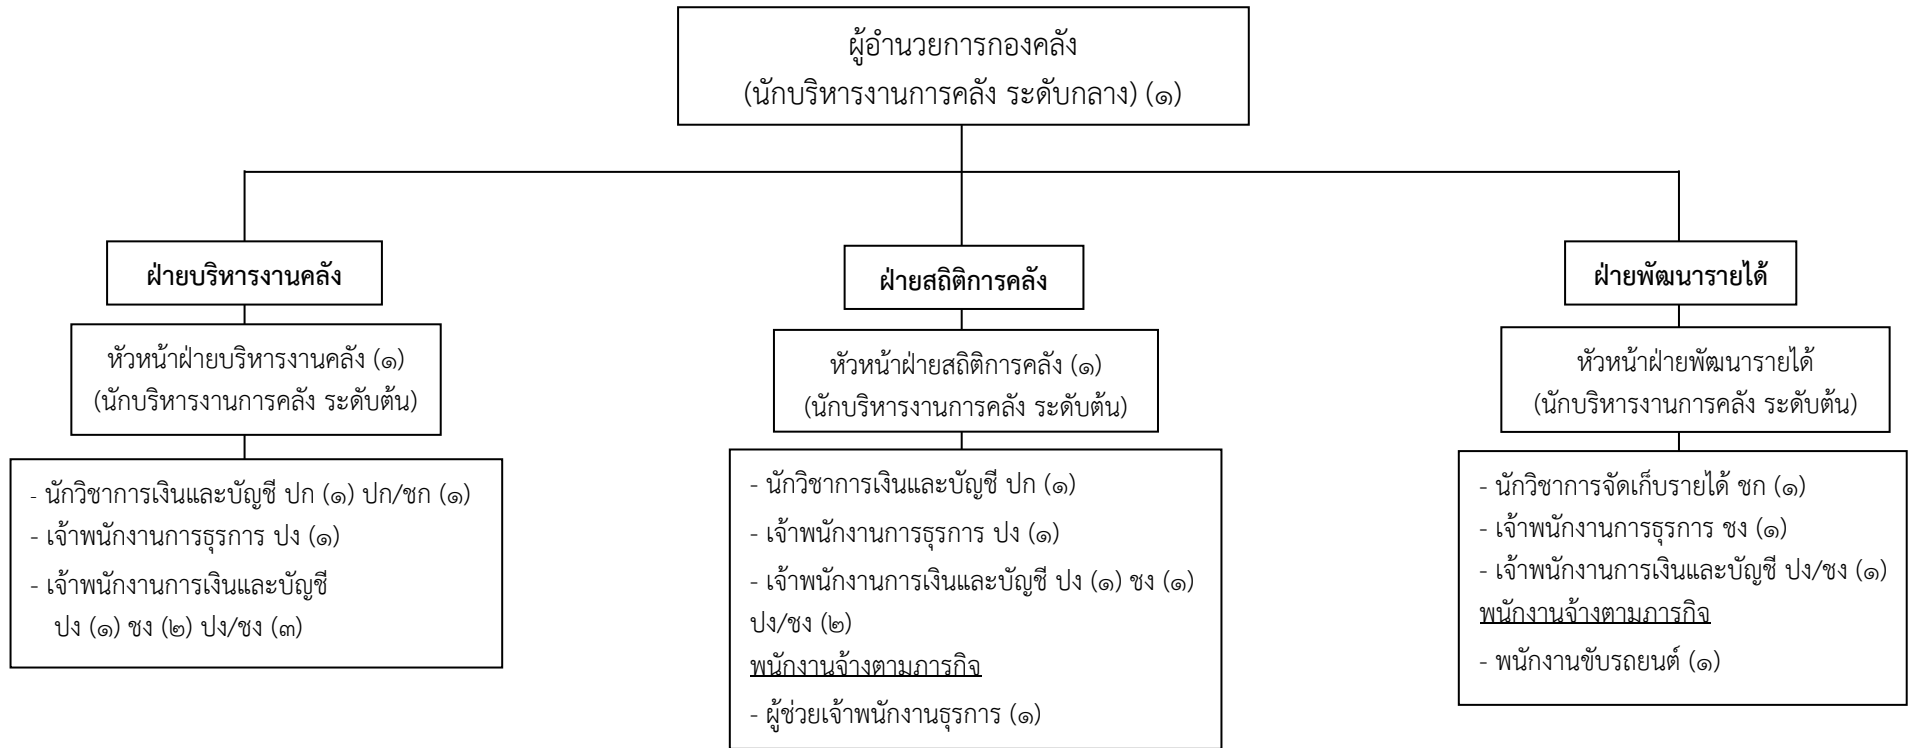 ผู้อำนวยการกองคลัง
(นักบริหารงานการคลัง ระดับกลาง) (๑)
ฝ่ายบริหารงานคลัง
หัวหน้าฝ่ายบริหารงานคลัง (๑)
(นักบริหารงานการคลัง ระดับต้น)
- นักวิชาการเงินและบัญชี ปก (๑) ปก/ชก (๑)
- เจ้าพนักงานการธุรการ ปง (๑)
- เจ้าพนักงานการเงินและบัญชี
ปง (๑) ชง (๒) ปง/ชง (๓)
ฝ่ายสถิติการคลัง
หัวหน้าฝ่ายสถิติการคลัง (๑)
(นักบริหารงานการคลัง ระดับต้น)
- นักวิชาการเงินและบัญชี ปก (๑)
- เจ้าพนักงานการธุรการ ปง (๑)
- เจ้าพนักงานการเงินและบัญชี ปง (๑) ชง (๑)
ปง/ชง (๒)
พนักงานจ้างตามภารกิจ
- ผู้ช่วยเจ้าพนักงานธุรการ (๑)
ฝ่ายพัฒนารายได้
หัวหน้าฝ่ายพัฒนารายได้
(นักบริหารงานการคลัง ระดับต้น)
- นักวิชาการจัดเก็บรายได้ ชก (๑)
- เจ้าพนักงานการธุรการ ชง (๑)
- เจ้าพนักงานการเงินและบัญชี ปง/ชง (๑)
พนักงานจ้างตามภารกิจ
- พนักงานขับรถยนต์ (๑)